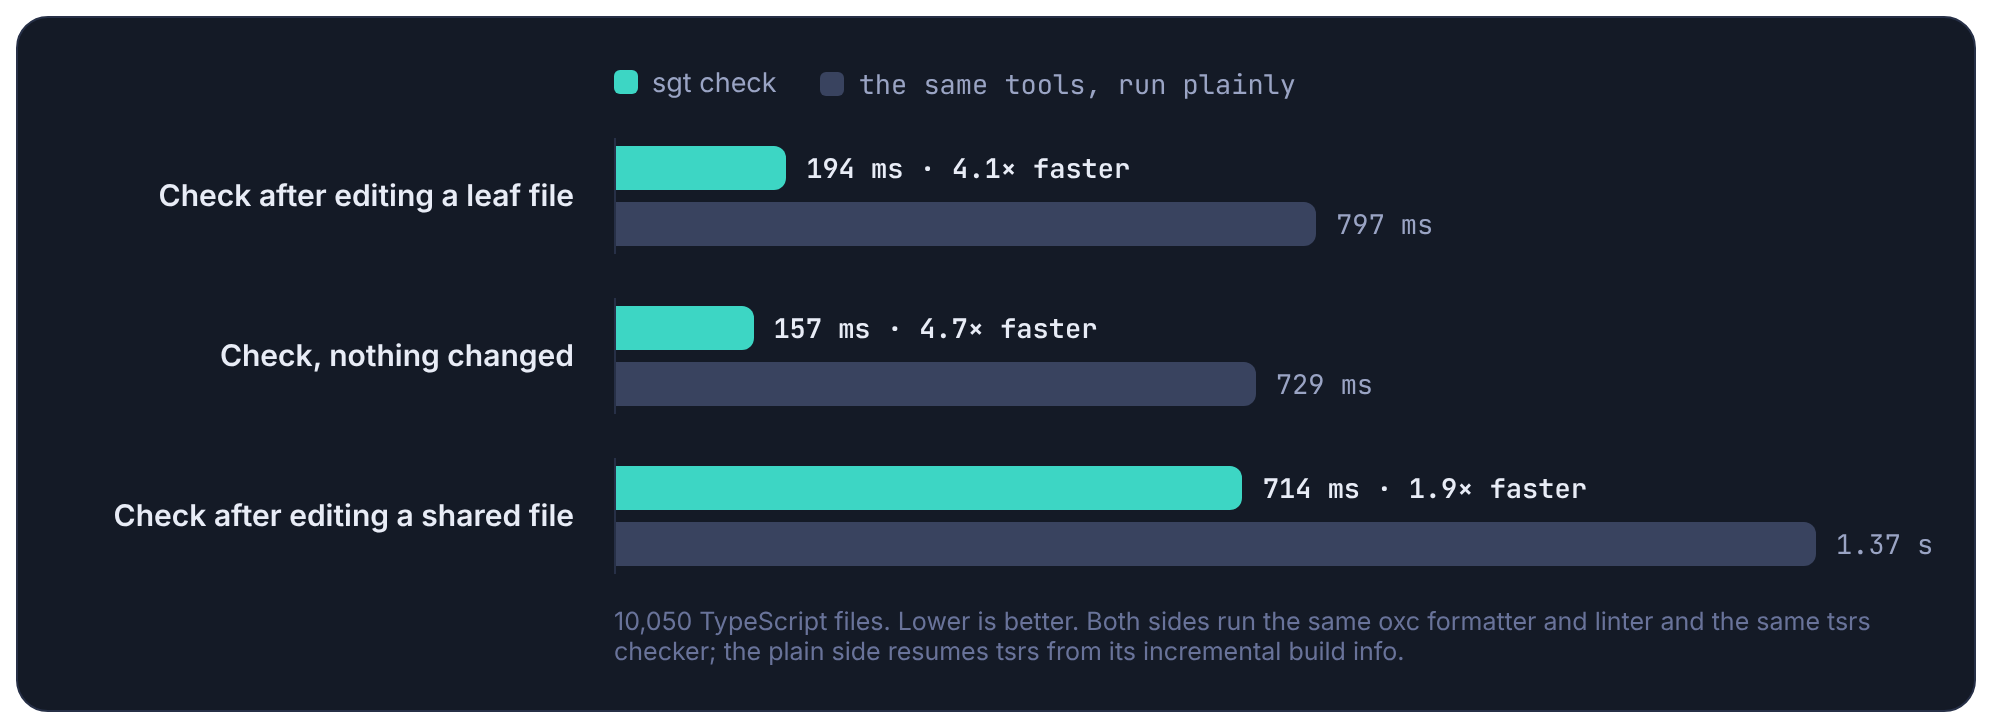 sgt check
the same tools, run plainly
Check after editing a leaf file
194 ms · 4.1× faster
797 ms
Check, nothing changed
157 ms · 4.7× faster
729 ms
Check after editing a shared file
714 ms · 1.9× faster
1.37 s
10,050 TypeScript files. Lower is better. Both sides run the same oxc formatter and linter and the same tsrs
checker; the plain side resumes tsrs from its incremental build info.